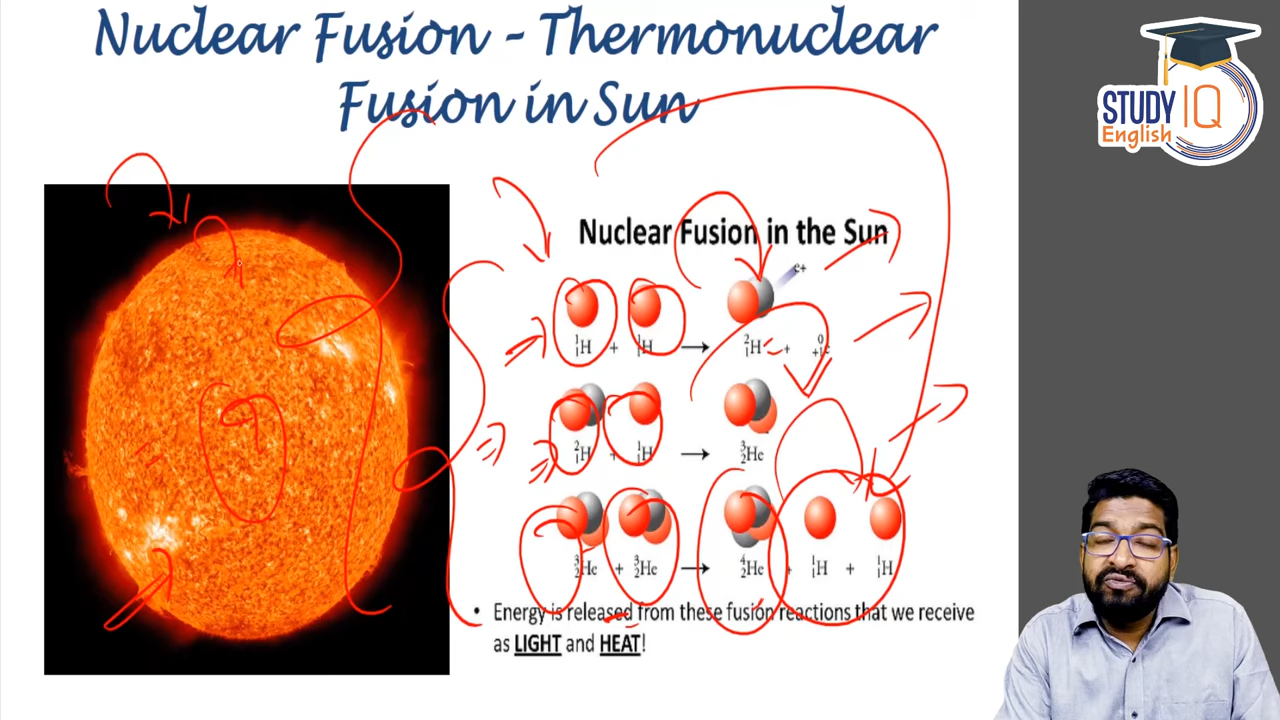 Nuclear Fusion - Thermonuclear
Fusion in Sun
STUDY IQ
English
Nuclear Fusion in the Sun
e+
¹₁H + ¹₁H → ²₁H + ⁰₊₁e
²₁H + ¹₁H → ³₂He
³₂He + ³₂He → ⁴₂He + ¹₁H + ¹₁H
• Energy is released from these fusion reactions that we receive
as LIGHT and HEAT!